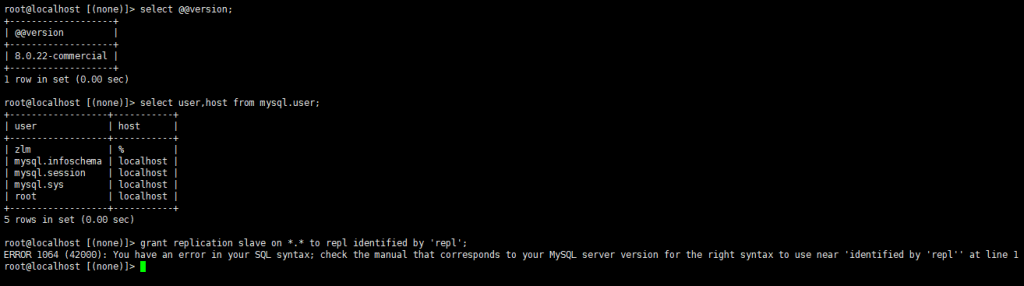 root@localhost [(none)]> select @@version;
+-------------------+
| @@version         |
+-------------------+
| 8.0.22-commercial |
+-------------------+
1 row in set (0.00 sec)

root@localhost [(none)]> select user,host from mysql.user;
+------------------+-----------+
| user             | host      |
+------------------+-----------+
| zlm              | %         |
| mysql.infoschema | localhost |
| mysql.session    | localhost |
| mysql.sys        | localhost |
| root             | localhost |
+------------------+-----------+
5 rows in set (0.00 sec)

root@localhost [(none)]> grant replication slave on *.* to repl identified by 'repl';
ERROR 1064 (42000): You have an error in your SQL syntax; check the manual that corresponds to your MySQL server version for the right syntax to use near 'identified by 'repl'' at line 1
root@localhost [(none)]>